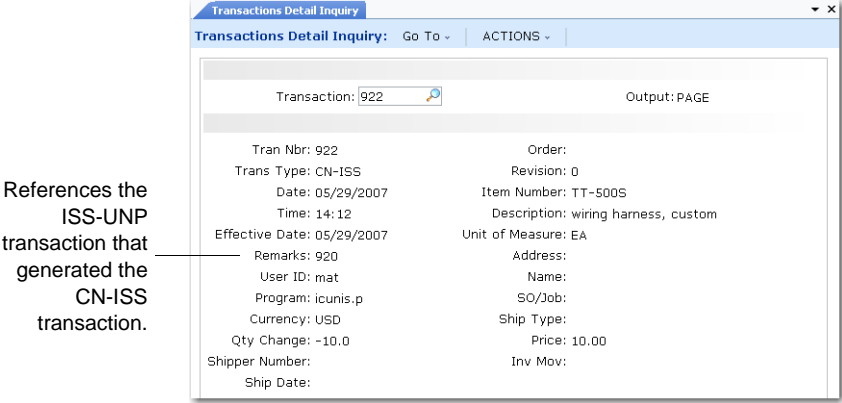 Transactions Detail Inquiry
Transactions Detail Inquiry: Go To ACTIONS
Transaction: 922 Output: PAGE
Tran Nbr: 922 Order:
Trans Type: CN-ISS Revision: 0
Date: 05/29/2007 Item Number: TT-500S
Time: 14:12 Description: wiring harness, custom
Effective Date: 05/29/2007 Unit of Measure: EA
Remarks: 920 Address:
User ID: mat Name:
Program: icunis.p SO/Job:
Currency: USD Ship Type:
Qty Change: -10.0 Price: 10.00
Shipper Number: Inv Mov:
Ship Date:
References the
ISS-UNP
transaction that
generated the
CN-ISS
transaction.